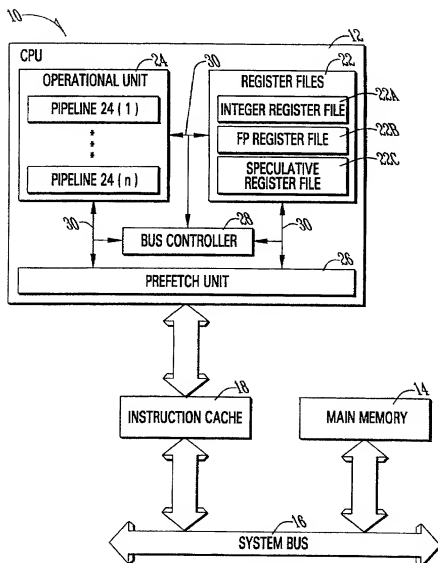 10
12
CPU
24
30
22
OPERATIONAL UNIT
REGISTER FILES
PIPELINE 24 (1)
INTEGER REGISTER FILE
22A
FP REGISTER FILE
22B
SPECULATIVE
REGISTER FILE
22C
PIPELINE 24 (n)
30
28
30
BUS CONTROLLER
26
PREFETCH UNIT
18
14
INSTRUCTION CACHE
MAIN MEMORY
16
SYSTEM BUS